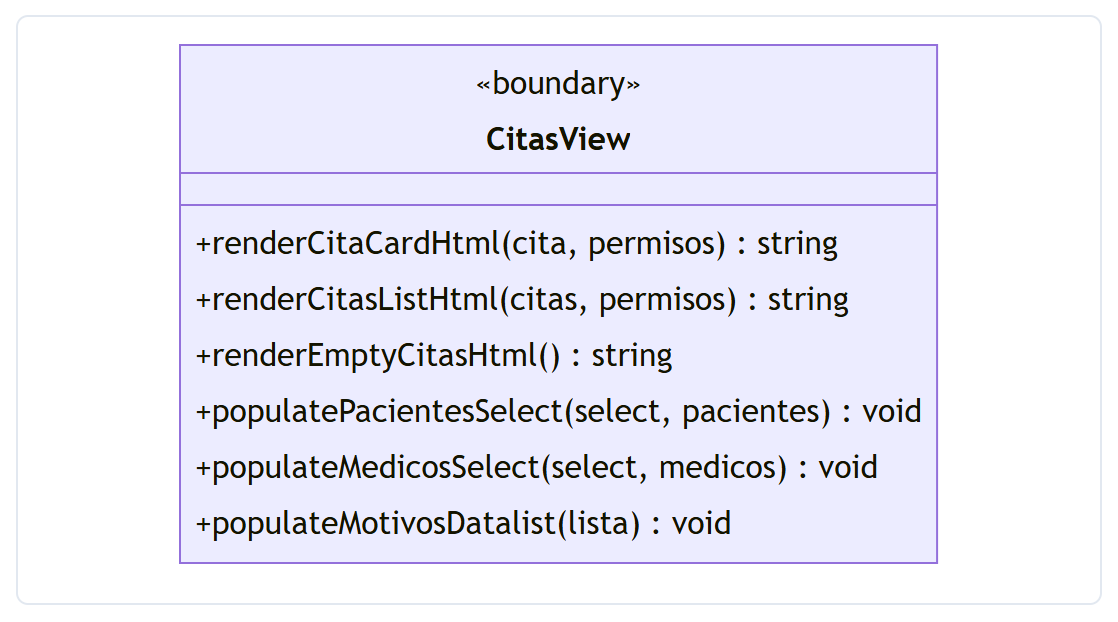 «boundary»
CitasView
+renderCitaCardHtml(cita, permisos) : string
+renderCitasListHtml(citas, permisos) : string
+renderEmptyCitasHtml() : string
+populatePacientesSelect(select, pacientes) : void
+populateMedicosSelect(select, medicos) : void
+populateMotivosDatalist(lista) : void